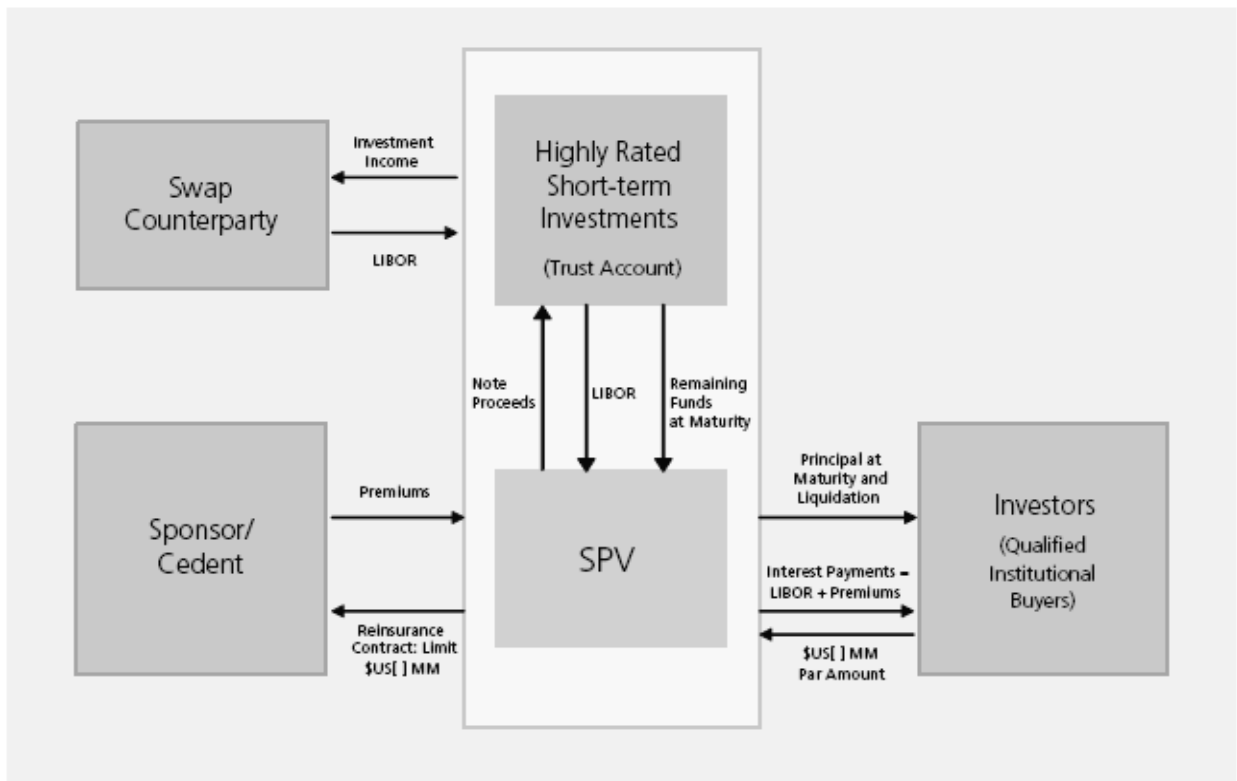 Highly Rated
Short-term
Investments
(Trust Account)
Swap
Counterparty
Investment
Income
LIBOR
Note
Proceeds
LIBOR
Remaining
Funds
at Maturity
Sponsor/
Cedent
Premiums
Reinsurance
Contract: Limit
$US[ ] MM
SPV
Principal at
Maturity and
Liquidation
Interest Payments –
LIBOR + Premiums
$US[ ] MM
Par Amount
Investors
(Qualified
Institutional
Buyers)